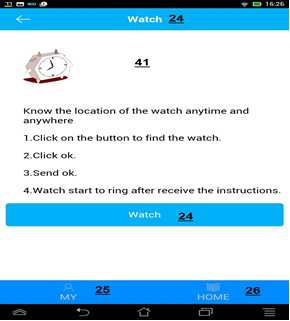 33 16:26
Watch 24
41
Know the location of the watch anytime and
anywhere
1.Click on the button to find the watch.
2.Click ok.
3.Send ok.
4.Watch start to ring after receive the instructions.
Watch 24
25 26
MY HOME